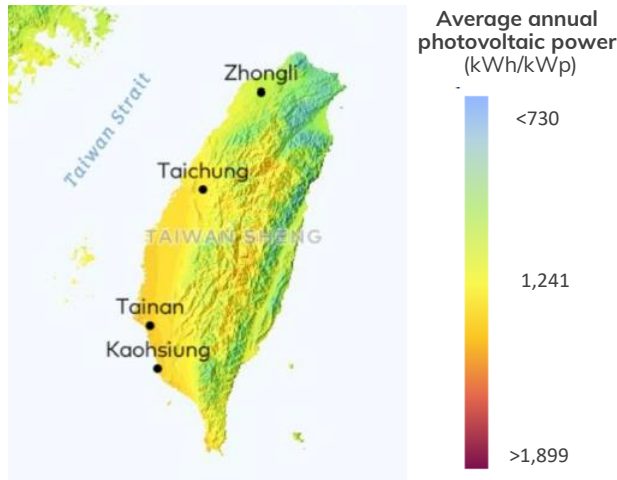 Average annual
photovoltaic power
(kWh/kWp)
-
<730
1,241
>1,899
Taiwan Strait
Zhongli
Taichung
TAIWAN SHENG
Tainan
Kaohsiung